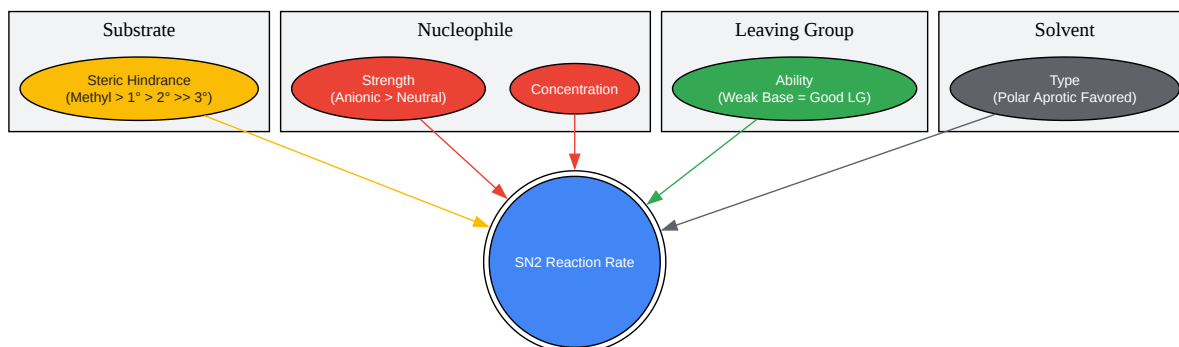 Substrate
Nucleophile
Leaving Group
Solvent
Steric Hindrance
(Methyl > 1° > 2° >> 3°)
Strength
(Anionic > Neutral)
Concentration
Ability
(Weak Base = Good LG)
Type
(Polar Aprotic Favored)
SN2 Reaction Rate